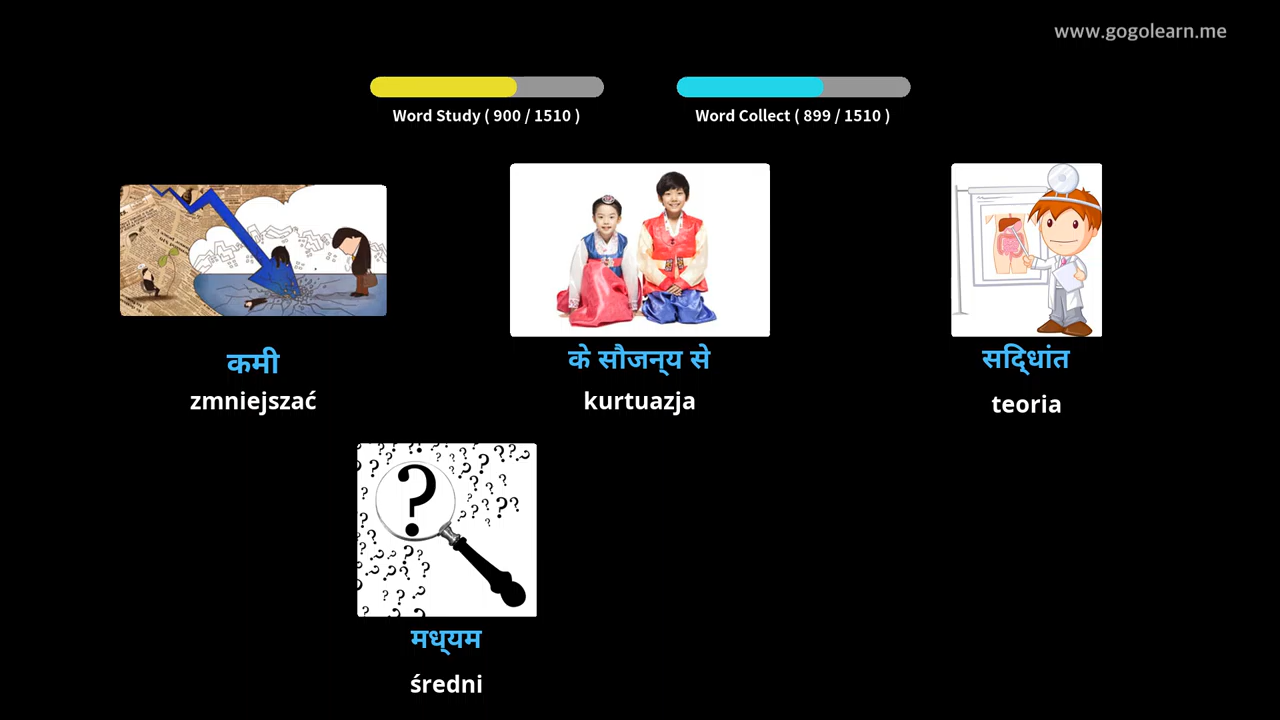 www.gogolearn.me
Word Study ( 900 / 1510 )
Word Collect ( 899 / 1510 )
कमी
के सौजन्य से
सिद्धांत
zmniejszać
kurtuazja
teoria
मध्यम
średni